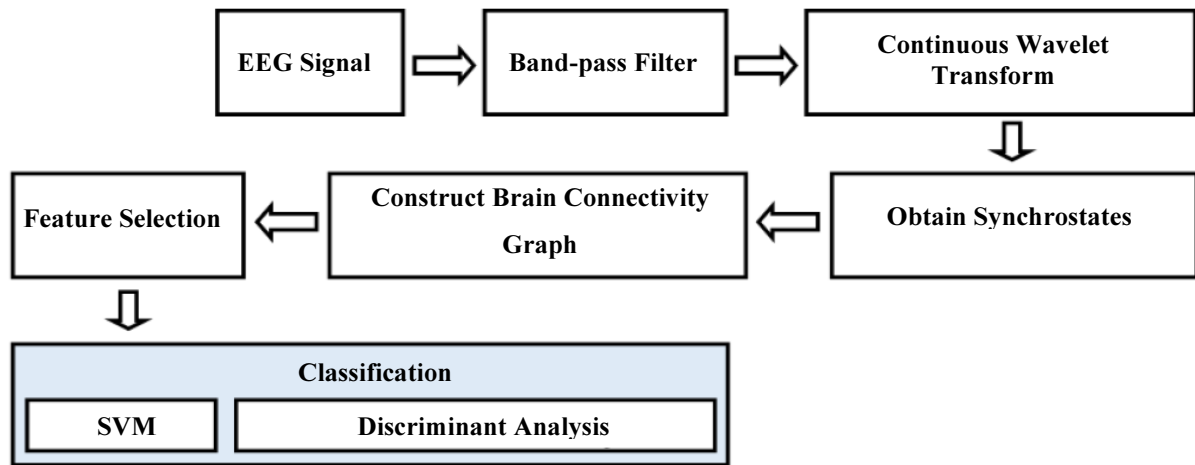 EEG Signal
Band-pass Filter
Continuous Wavelet
Transform
Feature Selection
Construct Brain Connectivity
Graph
Obtain Synchrostates
Classification
SVM
Discriminant Analysis